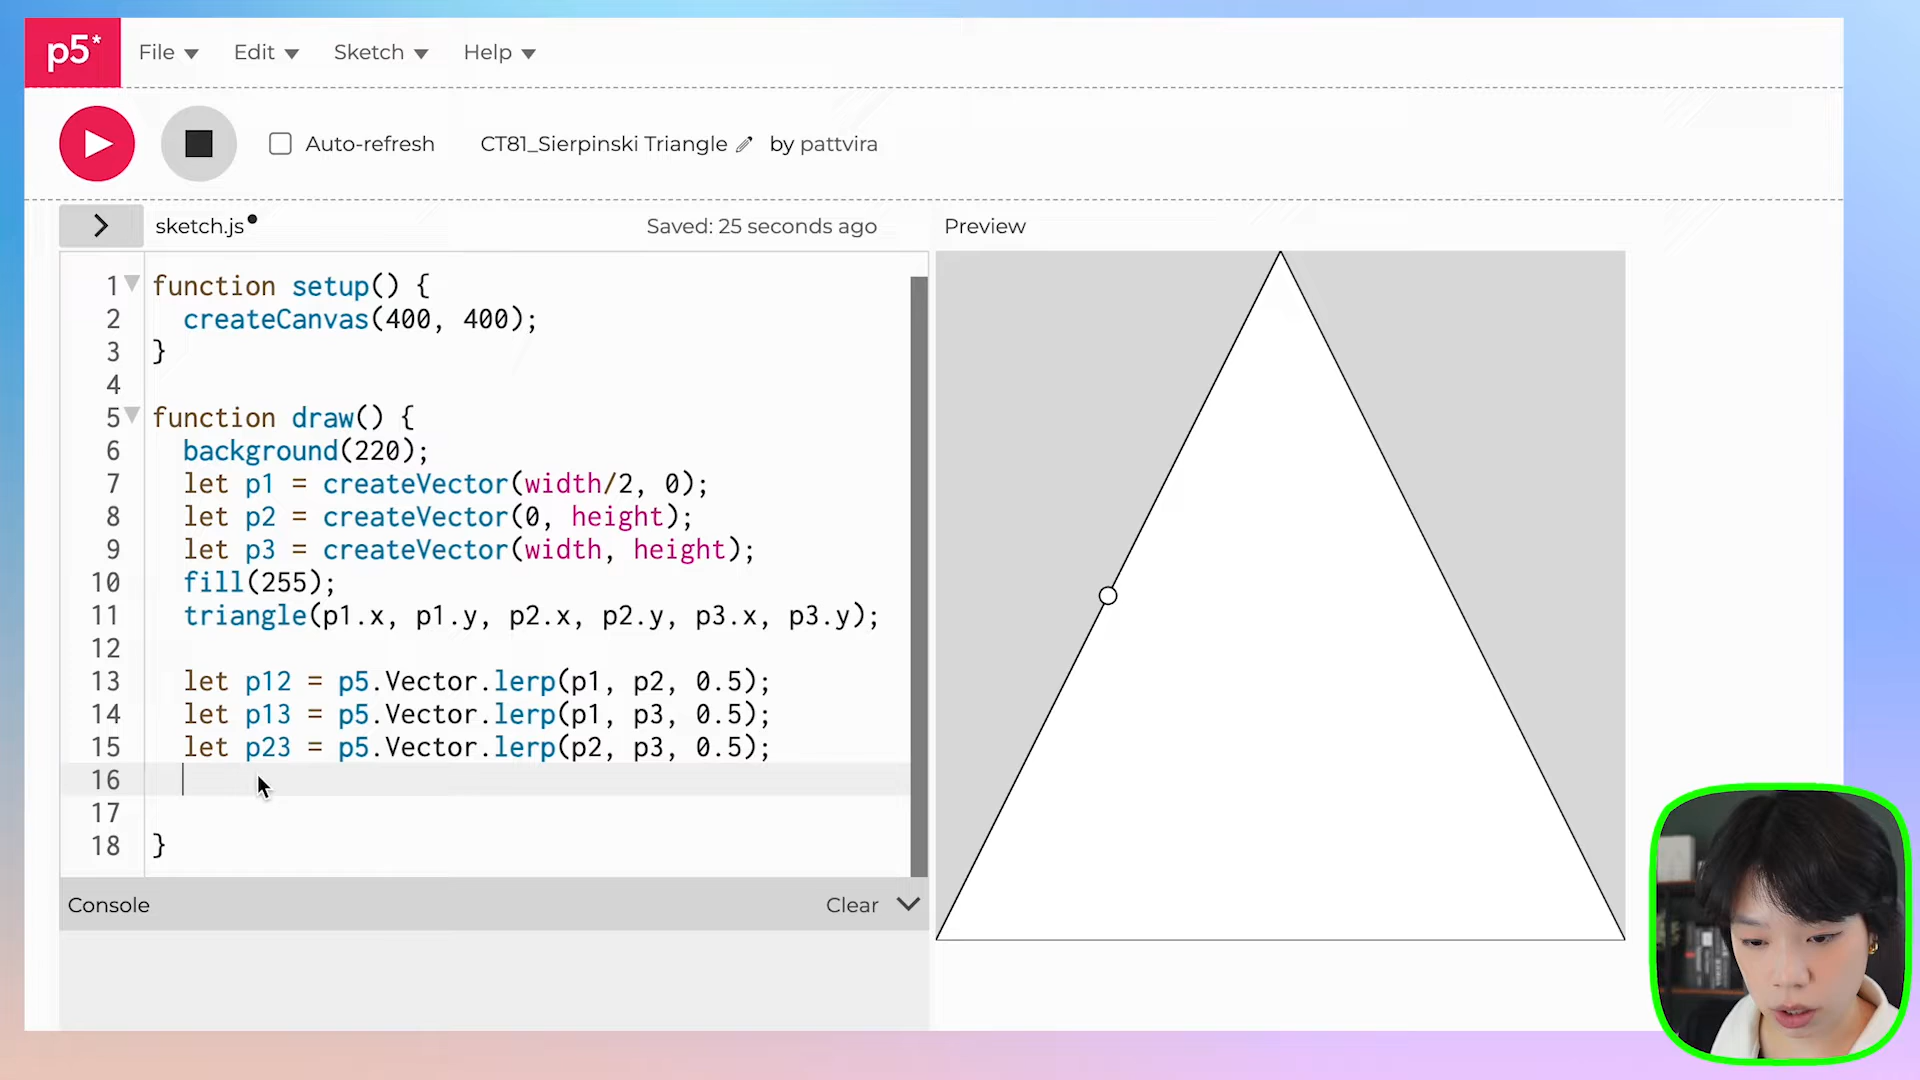 p5*
File Edit Sketch Help
Auto-refresh CT81_Sierpinski Triangle by pattvira
sketch.js Saved: 25 seconds ago Preview
1 function setup() {
2 createCanvas(400, 400);
3 }
4
5 function draw() {
6 background(220);
7 let p1 = createVector(width/2, 0);
8 let p2 = createVector(0, height);
9 let p3 = createVector(width, height);
10 fill(255);
11 triangle(p1.x, p1.y, p2.x, p2.y, p3.x, p3.y);
12
13 let p12 = p5.Vector.lerp(p1, p2, 0.5);
14 let p13 = p5.Vector.lerp(p1, p3, 0.5);
15 let p23 = p5.Vector.lerp(p2, p3, 0.5);
16
17
18 }
Console Clear